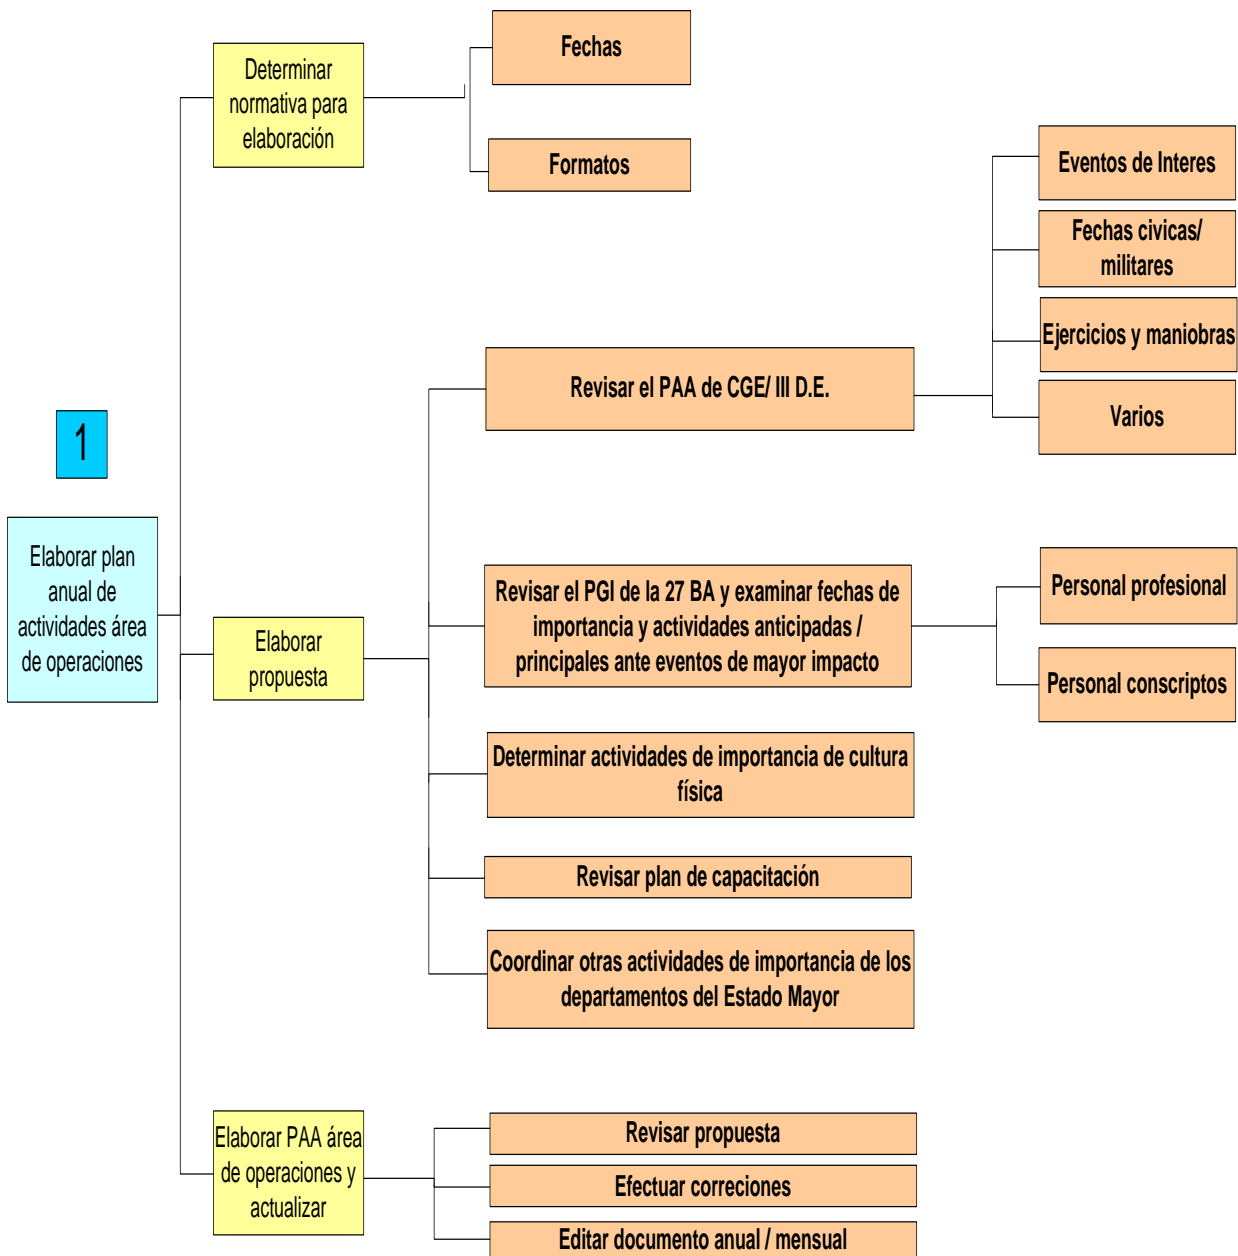 1
Elaborar plan
anual de
actividades área
de operaciones
Determinar
normativa para
elaboración
Fechas
Formatos
Elaborar
propuesta
Revisar el PAA de CGE/ III D.E.
Eventos de Interes
Fechas civicas/
militares
Ejercicios y maniobras
Varios
Revisar el PGI de la 27 BA y examinar fechas de
importancia y actividades anticipadas /
principales ante eventos de mayor impacto
Personal profesional
Personal conscriptos
Determinar actividades de importancia de cultura
física
Revisar plan de capacitación
Coordinar otras actividades de importancia de los
departamentos del Estado Mayor
Elaborar PAA área
de operaciones y
actualizar
Revisar propuesta
Efectuar correciones
Editar documento anual / mensual